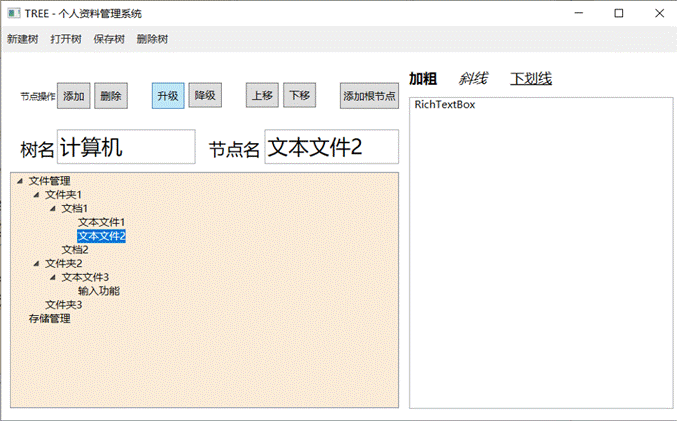 TREE - 个人资料管理系统
新建树 打开树 保存树 删除树
节点操作 添加 删除 升级 降级 上移 下移 添加根节点
加粗 斜线 下划线
树名 计算机 节点名 文本文件2
RichTextBox
文件管理
文件夹1
文档1
文本文件1
文本文件2
文档2
文件夹2
文本文件3
输入功能
文件夹3
存储管理